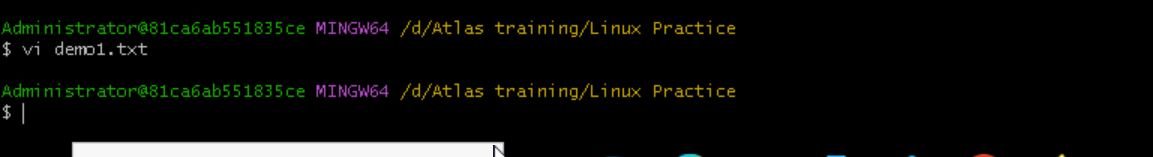 Administrator@81ca6ab551835ce MINGW64 /d/Atlas training/Linux Practice
$ vi demo1.txt
Administrator@81ca6ab551835ce MINGW64 /d/Atlas training/Linux Practice
$